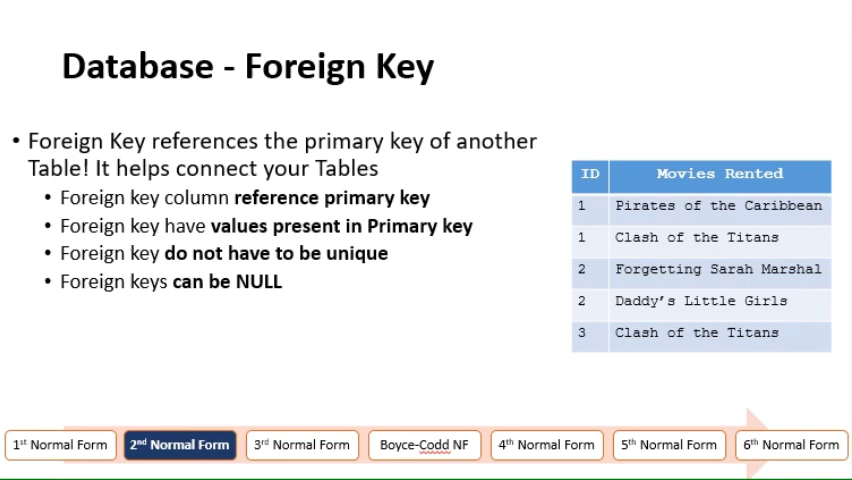 Database - Foreign Key
• Foreign Key references the primary key of another
Table! It helps connect your Tables
• Foreign key column reference primary key
• Foreign key have values present in Primary key
• Foreign key do not have to be unique
• Foreign keys can be NULL
ID Movies Rented
1 Pirates of the Caribbean
1 Clash of the Titans
2 Forgetting Sarah Marshal
2 Daddy's Little Girls
3 Clash of the Titans
1st Normal Form 2nd Normal Form 3rd Normal Form Boyce-Codd NF 4th Normal Form 5th Normal Form 6th Normal Form